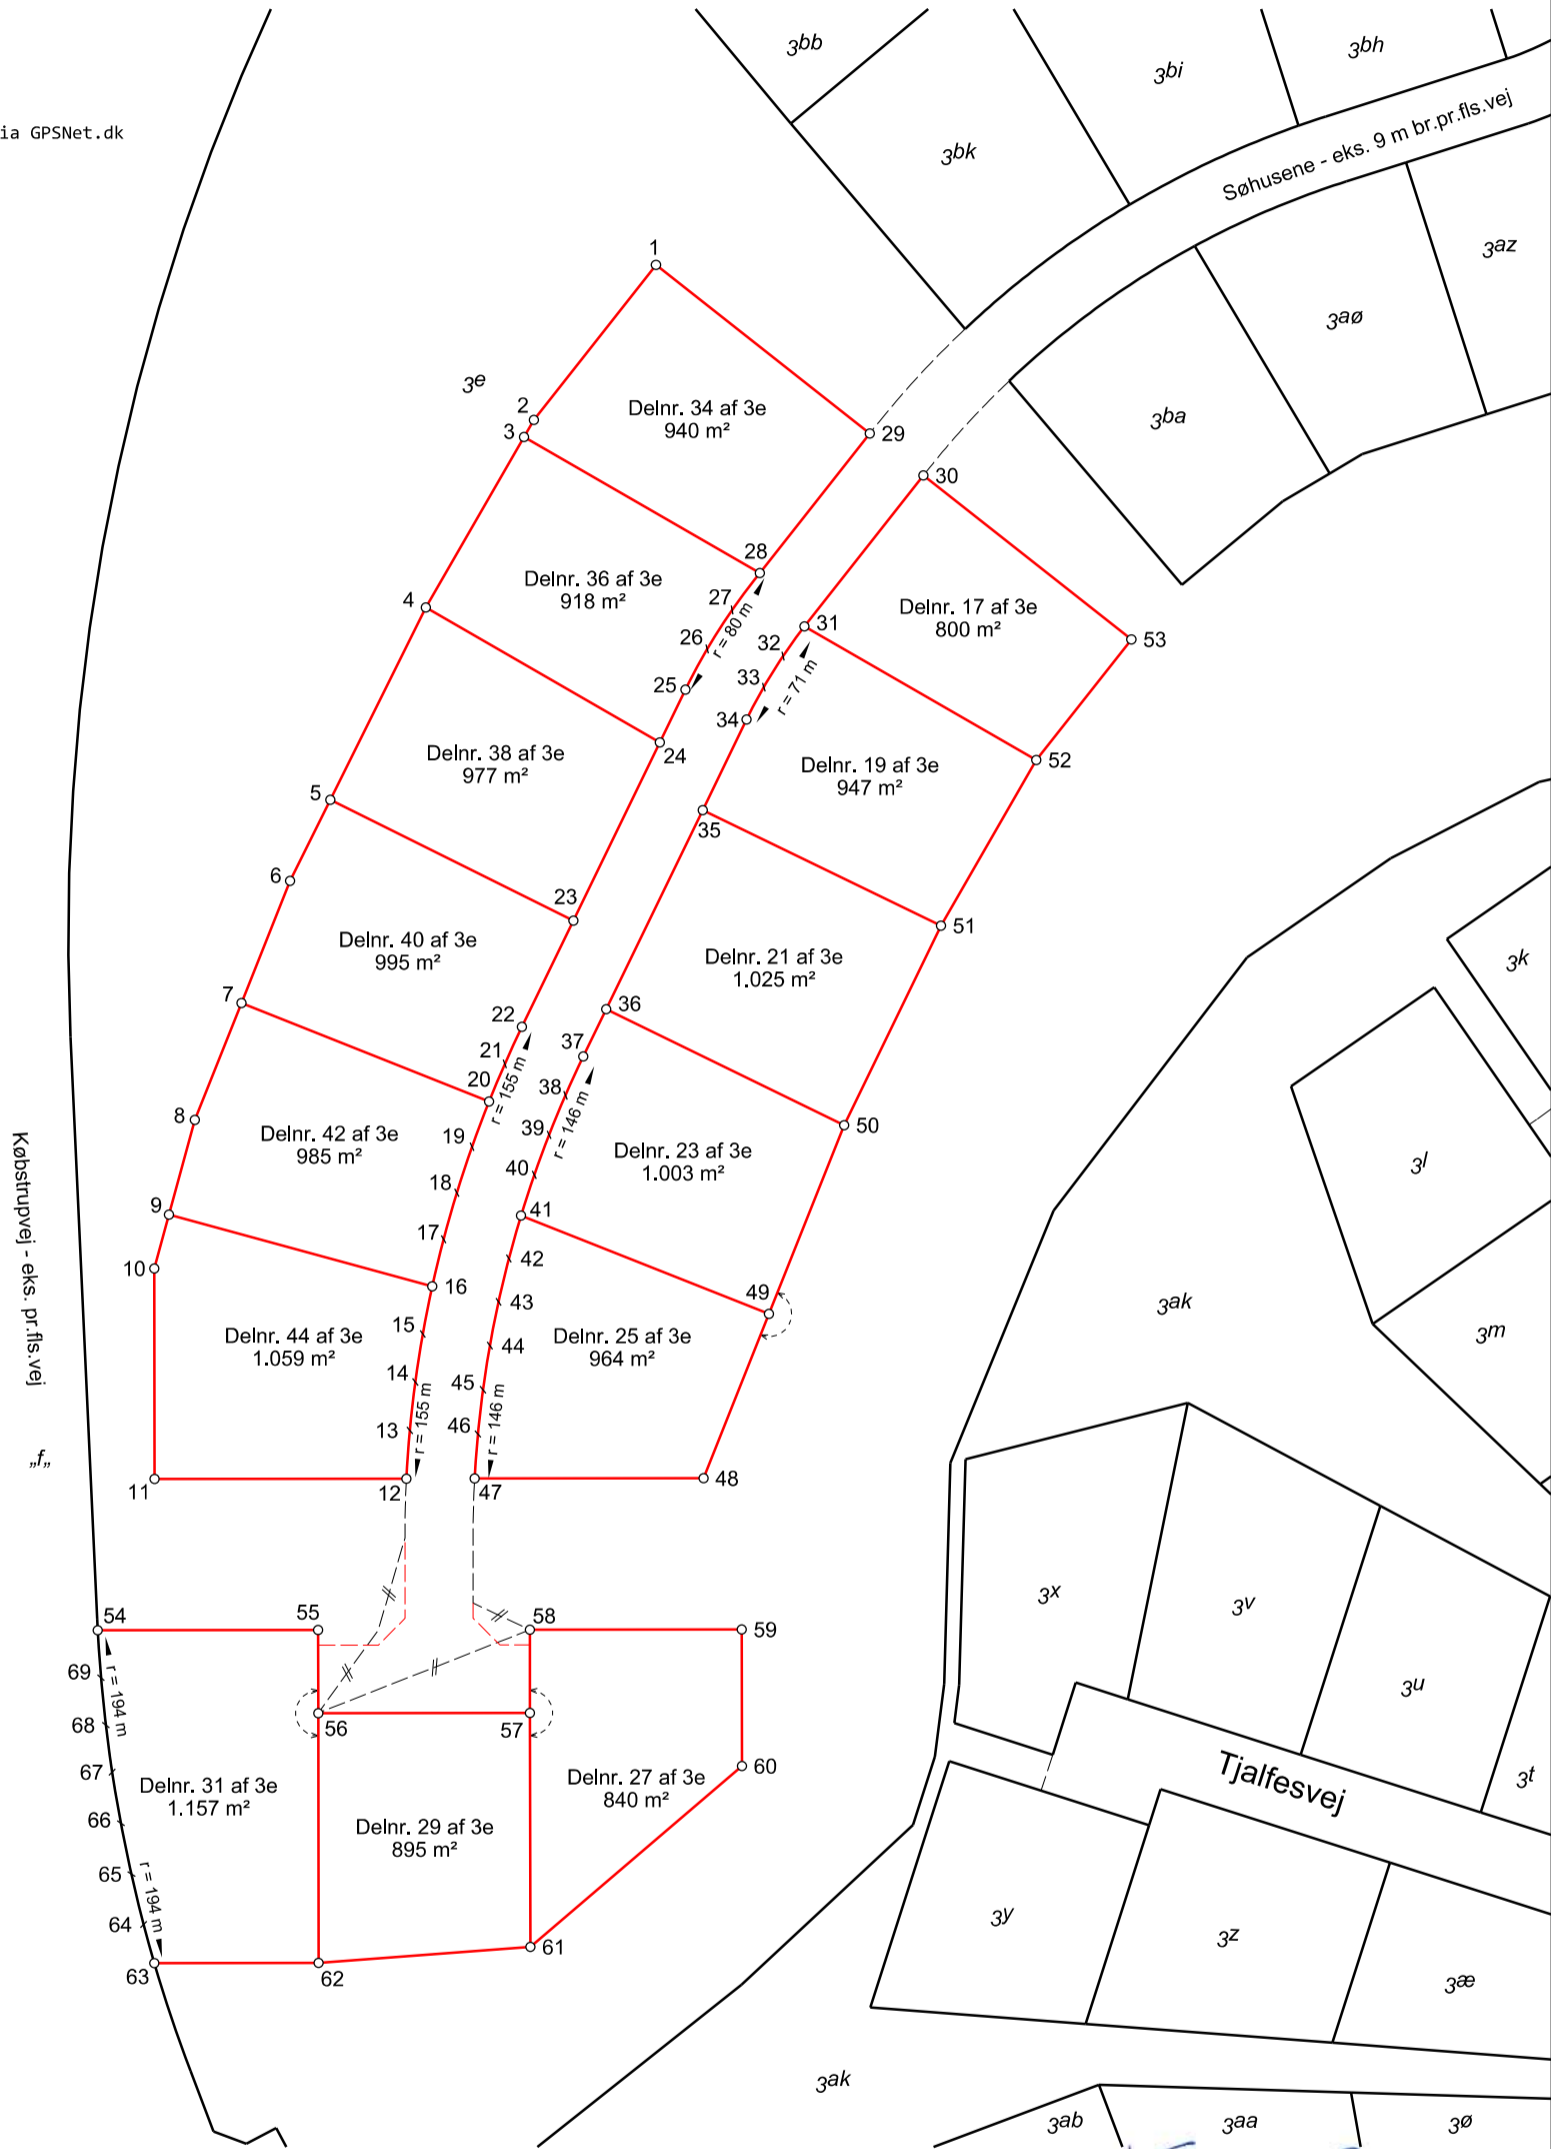 3bb
3bi
3bh
ia GPSNet.dk
3bk
Søhusene - eks. 9 m br.pr.fls.vej
3az
1
3aø
3e
2
3
Delnr. 34 af 3e
940 m²
29
3ba
30
28
Delnr. 36 af 3e
918 m²
4
27
r = 80 m
26
25
Delnr. 17 af 3e
800 m²
31
32
33
r = 71 m
34
53
24
52
Delnr. 38 af 3e
977 m²
Delnr. 19 af 3e
947 m²
5
35
6
23
51
Delnr. 40 af 3e
995 m²
Delnr. 21 af 3e
1.025 m²
3k
7
22
36
21
37
20
r = 155 m
38
8
19
39
r = 146 m
50
Delnr. 42 af 3e
985 m²
Delnr. 23 af 3e
1.003 m²
3l
Købstrupvej - eks. pr.fls.vej
18
40
9
17
41
10
42
16
43
49
3ak
15
44
Delnr. 44 af 3e
1.059 m²
Delnr. 25 af 3e
964 m²
3m
14
45
13
r = 155 m
46
r = 146 m
„f„
11
12
47
48
3x
3v
54
55
58
59
69
r = 194 m
3u
68
56
57
67
60
Delnr. 31 af 3e
1.157 m²
Delnr. 27 af 3e
840 m²
Tjalfesvej
3t
66
Delnr. 29 af 3e
895 m²
65
r = 194 m
64
3y
3z
61
63
62
3æ
3ak
3ab
3aa
3ø